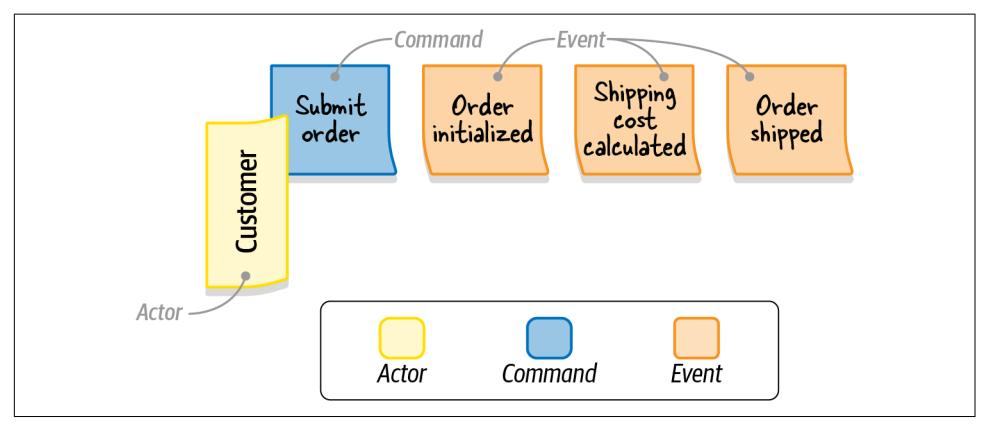 Command
Event
Submit
order
Order
initialized
Shipping
cost
calculated
Order
shipped
Customer
Actor
Actor
Command
Event